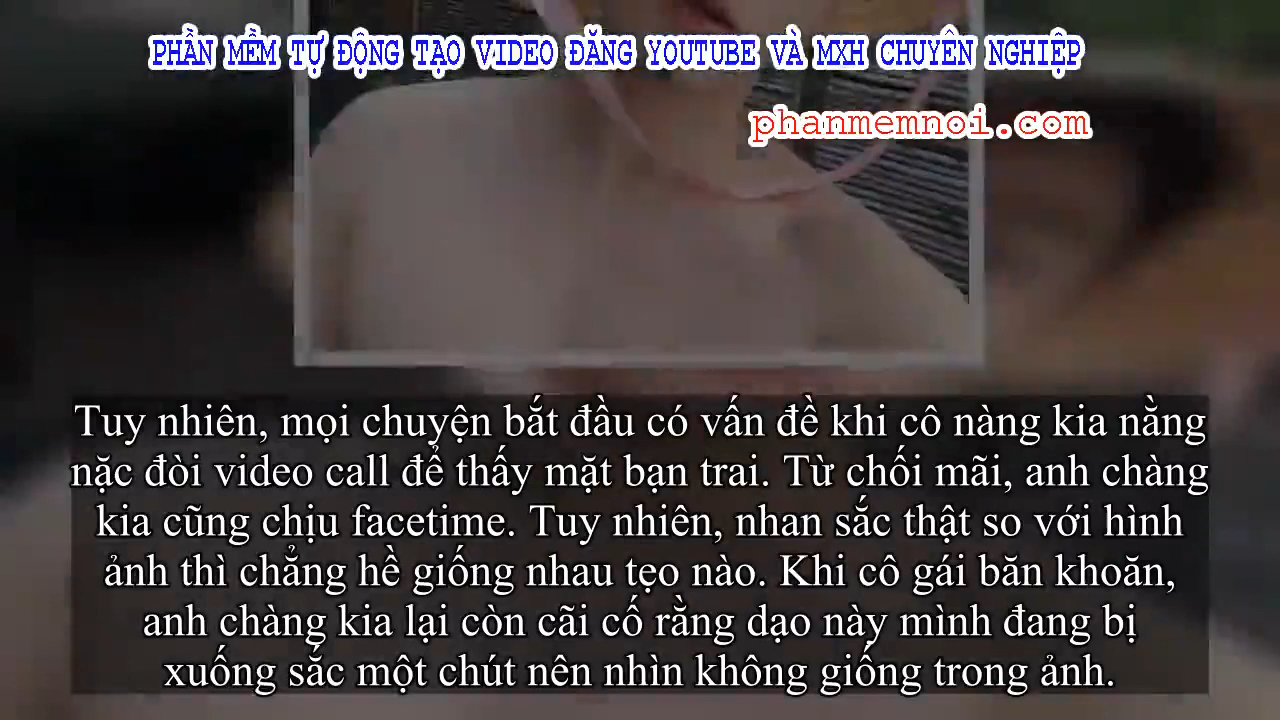 PHẦN MỀM TỰ ĐỘNG TẠO VIDEO ĐĂNG YOUTUBE VÀ MXH CHUYÊN NGHIỆP
phanmemnoi.com
Tuy nhiên, mọi chuyện bắt đầu có vấn đề khi cô nàng kia nằng
nặc đòi video call để thấy mặt bạn trai. Từ chối mãi, anh chàng
kia cũng chịu facetime. Tuy nhiên, nhan sắc thật so với hình
ảnh thì chẳng hề giống nhau tẹo nào. Khi cô gái băn khoăn,
anh chàng kia lại còn cãi cố rằng dạo này mình đang bị
xuống sắc một chút nên nhìn không giống trong ảnh.